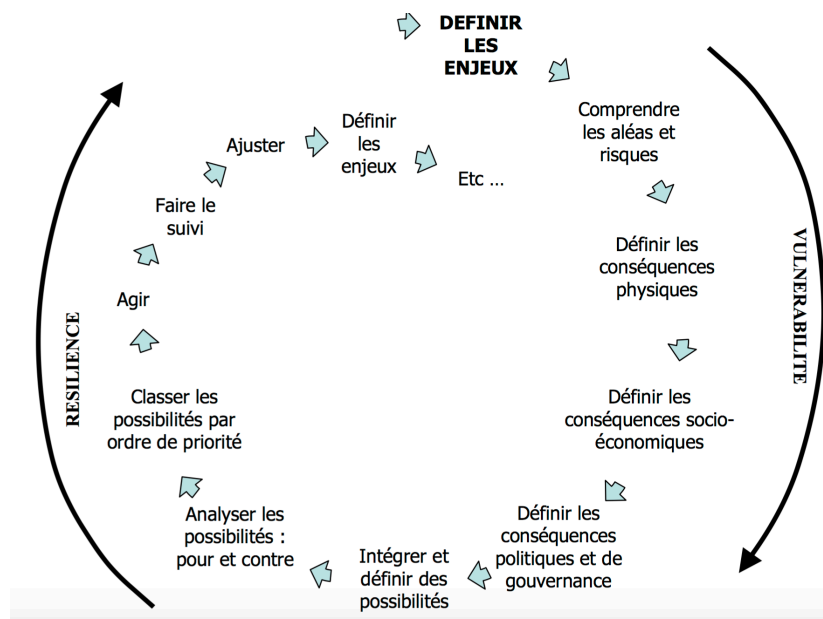 DEFINIR
LES
ENJEUX
Comprendre
les aléas et
risques
Définir les
conséquences
physiques
Définir les
conséquences socio-
économiques
Définir les
conséquences
politiques et de
gouvernance
Intégrer et
définir des
possibilités
Analyser les
possibilités :
pour et contre
Classer les
possibilités par
ordre de priorité
Agir
Faire le
suivi
Ajuster
Définir
les
enjeux
Etc ...
VULNERABILITE
RESILIENCE